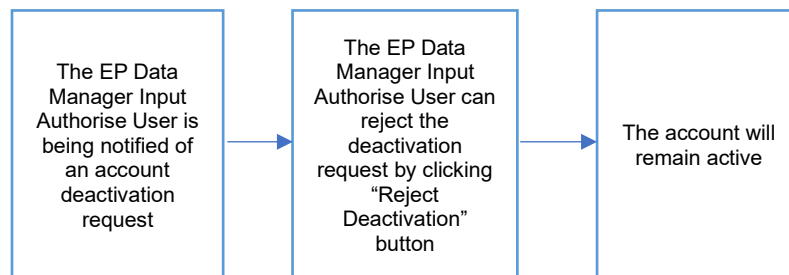 The EP Data
Manager Input
Authorise User is
being notified of
an account
deactivation
request
The EP Data
Manager Input
Authorise User can
reject the
deactivation
request by clicking
“Reject
Deactivation”
button
The account will
remain active